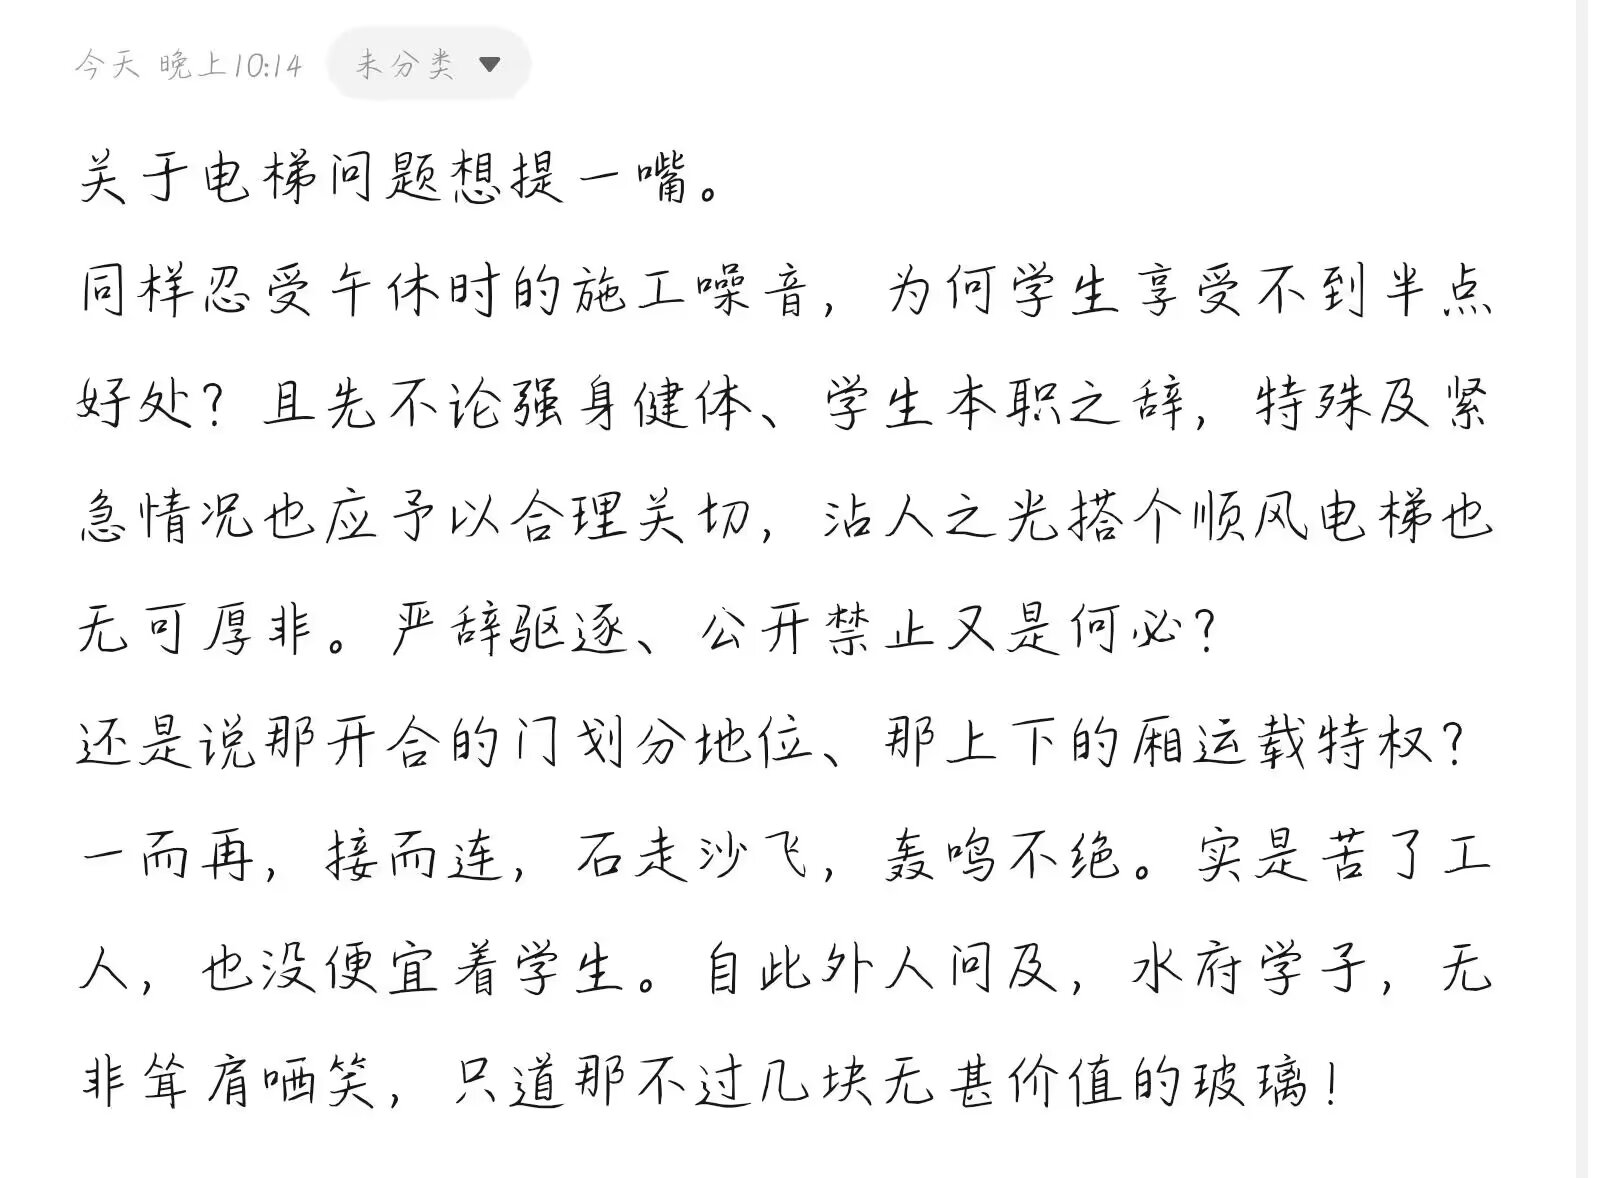 今天 晚上10:14 未分类
关于电梯问题想提一嘴。
同样忍受午休时的施工噪音，为何学生享受不到半点
好处？且先不论强身健体、学生本职之辞，特殊及紧
急情况也应予以合理关切，沾人之光搭个顺风电梯也
无可厚非。严辞驱逐、公开禁止又是何必？
还是说那开合的门划分地位、那上下的厢运载特权？
一而再，接而连，石走沙飞，轰鸣不绝。实是苦了工
人，也没便宜着学生。自此外人问及，水府学子，无
非耸肩哂笑，只道那不过几块无甚价值的玻璃！